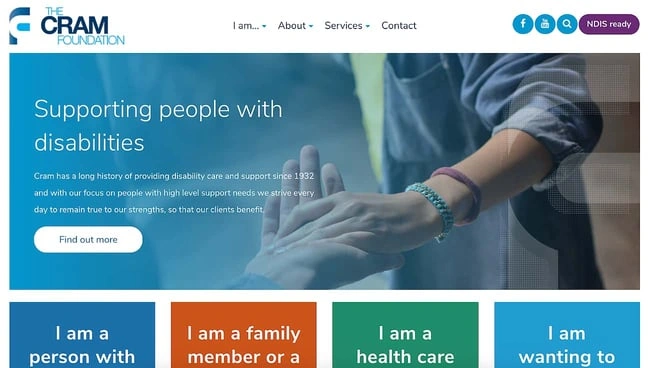 THE
CRAM
FOUNDATION
I am...
About
Services
Contact
f
You Tube
NDIS ready
Supporting people with
disabilities
Cram has a long history of providing disability care and support since 1932
and with our focus on people with high level support needs we strive every
day to remain true to our strengths, so that our clients benefit.
Find out more
I am a
person with
I am a family
member or a
I am a
health care
I am
wanting to